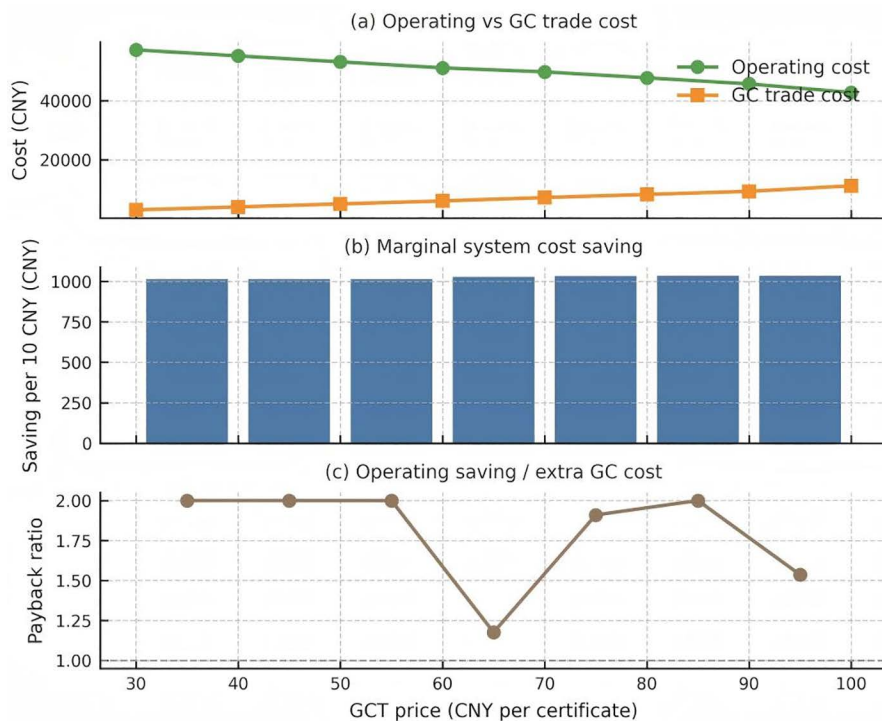 (a) Operating vs GC trade cost
Cost (CNY)
40000
20000
Operating cost
GC trade cost
(b) Marginal system cost saving
Saving per 10 CNY (CNY)
1000
750
500
250
0
(c) Operating saving / extra GC cost
Payback ratio
2.00
1.75
1.50
1.25
1.00
30 40 50 60 70 80 90 100
GCT price (CNY per certificate)